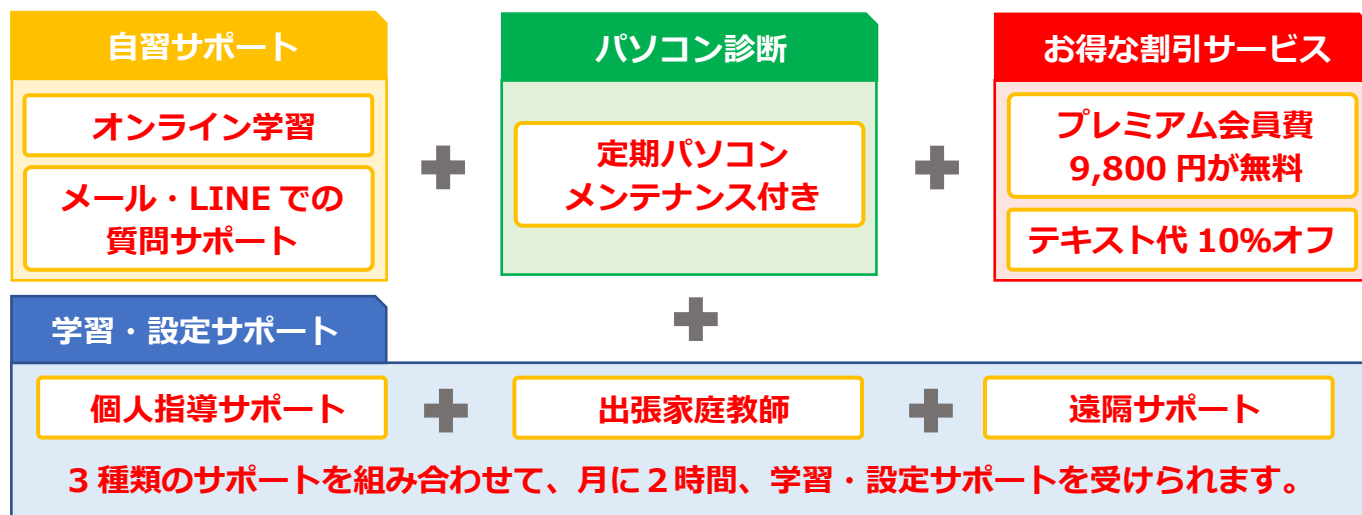 自習サポート
オンライン学習
メール・LINE での
質問サポート
パソコン診断
定期パソコン
メンテナンス付き
お得な割引サービス
プレミアム会員費
9,800 円が無料
テキスト代 10%オフ
学習・設定サポート
個人指導サポート
出張家庭教師
遠隔サポート
3 種類のサポートを組み合わせて、月に２時間、学習・設定サポートを受けられます。